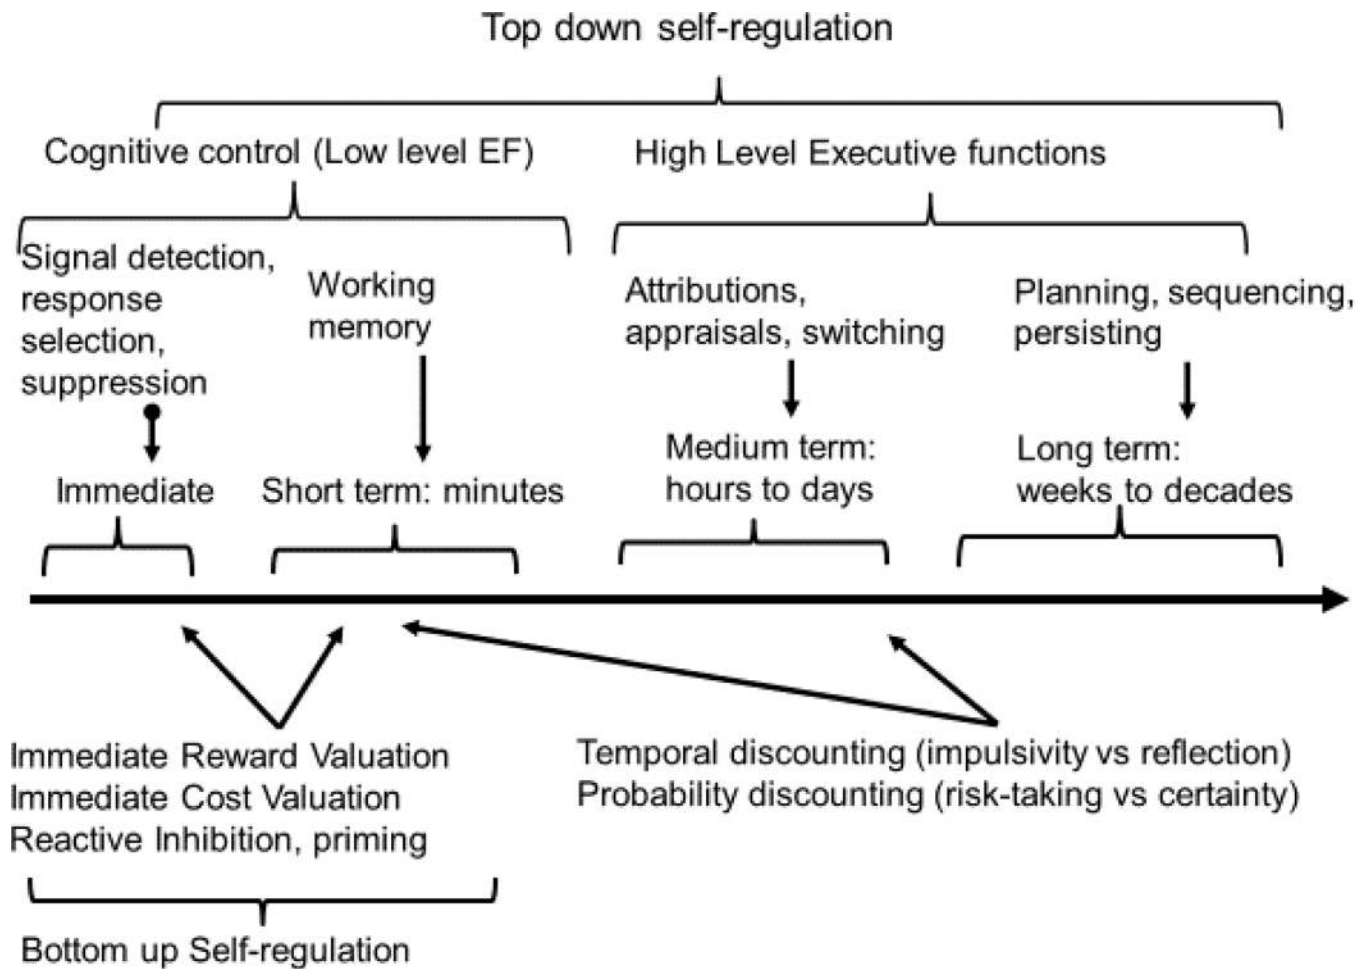 Top down self-regulation
Cognitive control (Low level EF)
High Level Executive functions
Signal detection,
response
selection,
suppression
Working
memory
Attributions,
appraisals, switching
Planning, sequencing,
persisting
Immediate
Short term: minutes
Medium term:
hours to days
Long term:
weeks to decades
Immediate Reward Valuation
Immediate Cost Valuation
Reactive Inhibition, priming
Temporal discounting (impulsivity vs reflection)
Probability discounting (risk-taking vs certainty)
Bottom up Self-regulation